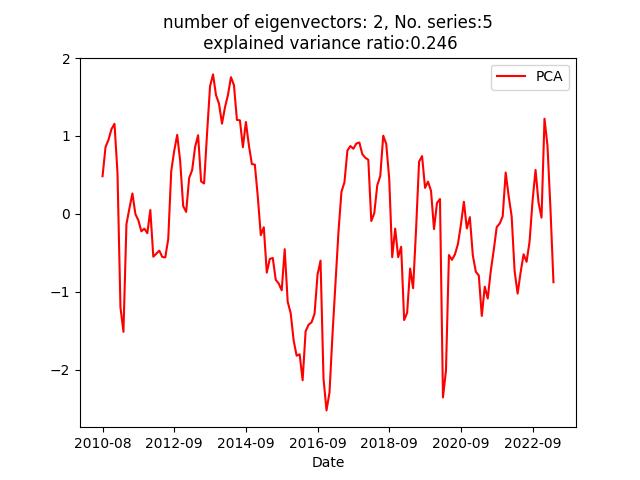 number of eigenvectors: 2, No. series:5
explained variance ratio:0.246
PCA
2
1
0
−1
−2
2010-08 2012-09 2014-09 2016-09 2018-09 2020-09 2022-09
Date